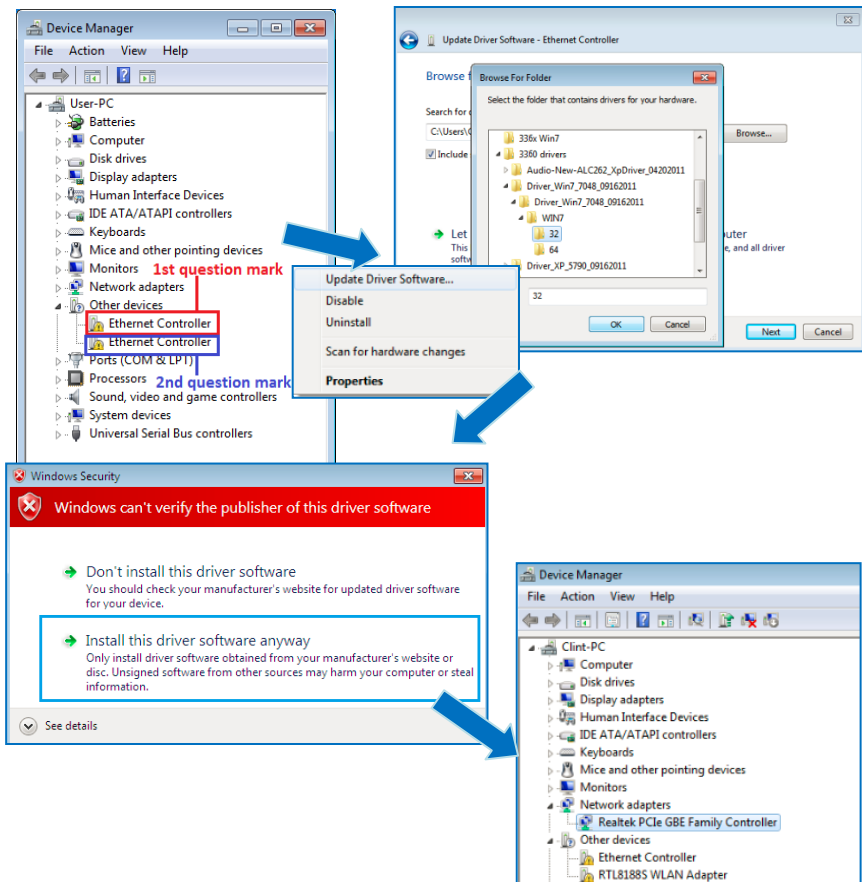 Device Manager
File Action View Help
User-PC
Batteries
Computer
Disk drives
Display adapters
Human Interface Devices
IDE ATA/ATAPI controllers
Keyboards
Mice and other pointing devices
Monitors
1st question mark
Network adapters
Other devices
Ethernet Controller
Ethernet Controller
Ports (COM & LPT)
Processors
2nd question mark
Sound, video and game controllers
System devices
Universal Serial Bus controllers
Update Driver Software - Ethernet Controller
Browse
Search for
C:\Users\
Browse...
Include
Let
uter
This
e, and all driver
softw
Browse For Folder
Select the folder that contains drivers for your hardware.
336x Win7
3360 drivers
Audio-New-ALC262_XpDriver_04202011
Driver_Win7_7048_09162011
Driver_Win7_7048_09162011
WIN7
32
64
Driver_XP_5790_09162011
32
OK Cancel
Next Cancel
Update Driver Software...
Disable
Uninstall
Scan for hardware changes
Properties
Windows Security
Windows can't verify the publisher of this driver software
Don't install this driver software
You should check your manufacturer's website for updated driver software
for your device.
Install this driver software anyway
Only install driver software obtained from your manufacturer's website or
disc. Unsigned software from other sources may harm your computer or steal
information.
See details
Device Manager
File Action View Help
Clint-PC
Computer
Disk drives
Display adapters
Human Interface Devices
IDE ATA/ATAPI controllers
Keyboards
Mice and other pointing devices
Monitors
Network adapters
Realtek PCIe GBE Family Controller
Other devices
Ethernet Controller
RTL8188S WLAN Adapter